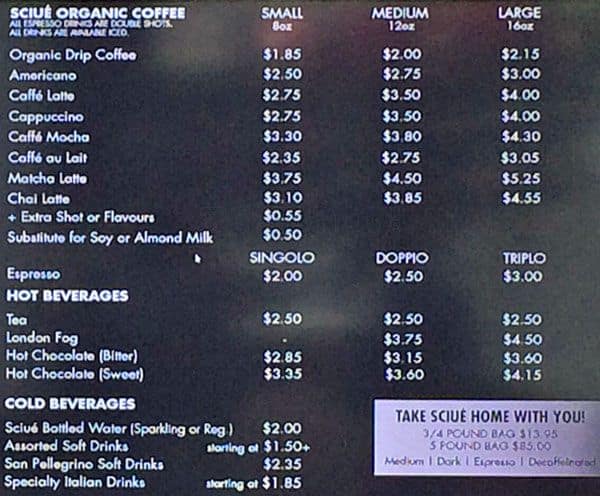 SCIUÉ ORGANIC COFFEE SMALL MEDIUM LARGE
ALL ESPRESSO DRINKS ARE DOUBLE SHOTS. 8oz 12oz 16oz
ALL DRINKS ARE AVAILABLE ICED.
Organic Drip Coffee $1.85 $2.00 $2.15
Americano $2.50 $2.75 $3.00
Caffé Latte $2.75 $3.50 $4.00
Cappuccino $2.75 $3.50 $4.00
Caffé Mocha $3.30 $3.80 $4.30
Caffé au Lait $2.35 $2.75 $3.05
Matcha Latte $3.75 $4.50 $5.25
Chai Latte $3.10 $3.85 $4.55
+ Extra Shot or Flavours $0.55
Substitute for Soy or Almond Milk $0.50
SINGOLO DOPPIO TRIPLO
Espresso $2.00 $2.50 $3.00
HOT BEVERAGES
Tea $2.50 $2.50 $2.50
London Fog - $3.75 $4.50
Hot Chocolate (Bitter) $2.85 $3.15 $3.60
Hot Chocolate (Sweet) $3.35 $3.60 $4.15
COLD BEVERAGES
Sciué Bottled Water (Sparkling or Reg.) $2.00
Assorted Soft Drinks starting at $1.50+
San Pellegrino Soft Drinks $2.35
Specialty Italian Drinks starting at $1.85
TAKE SCIUÉ HOME WITH YOU!
3/4 POUND BAG $13.95
5 POUND BAG $85.00
Medium | Dark | Espresso | Decaffeinated